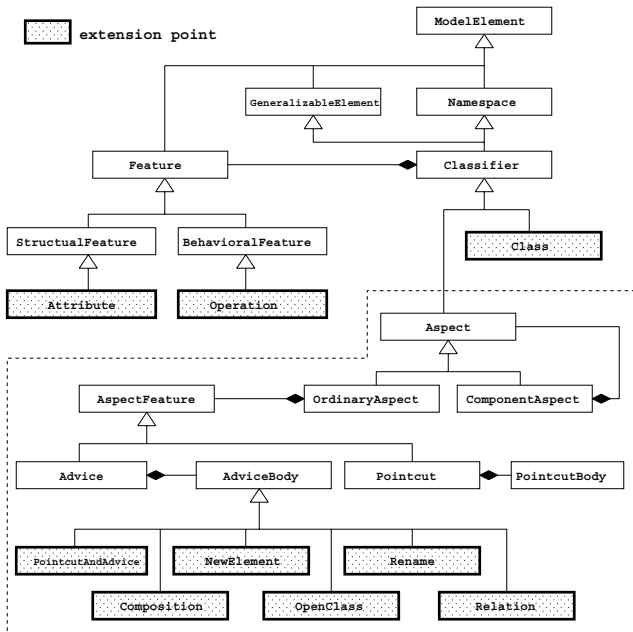 extension point
ModelElement
GeneralizableElement
Namespace
Feature
Classifier
StructualFeature
BehavioralFeature
Class
Attribute
Operation
Aspect
AspectFeature
OrdinaryAspect
ComponentAspect
Advice
AdviceBody
Pointcut
PointcutBody
PointcutAndAdvice
NewElement
Rename
Composition
OpenClass
Relation